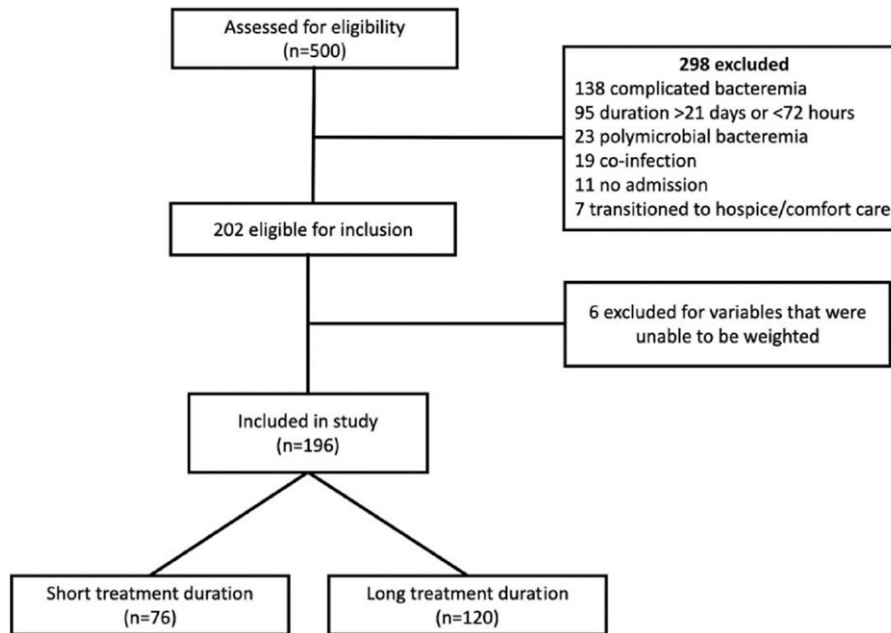 Assessed for eligibility
(n=500)
298 excluded
138 complicated bacteremia
95 duration >21 days or <72 hours
23 polymicrobial bacteremia
19 co-infection
11 no admission
7 transitioned to hospice/comfort care
202 eligible for inclusion
6 excluded for variables that were
unable to be weighted
Included in study
(n=196)
Short treatment duration
(n=76)
Long treatment duration
(n=120)